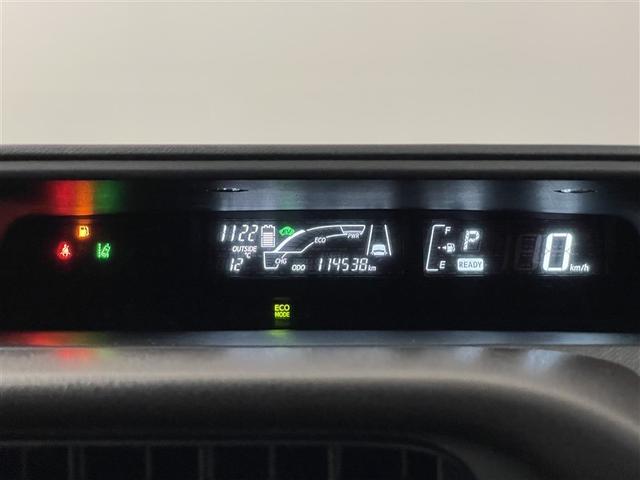 1122
OUTSIDE
12 °C
ECO
PWR
CHG
ODO 114538 km
F
E
P
READY
0 km/h
ECO
MODE